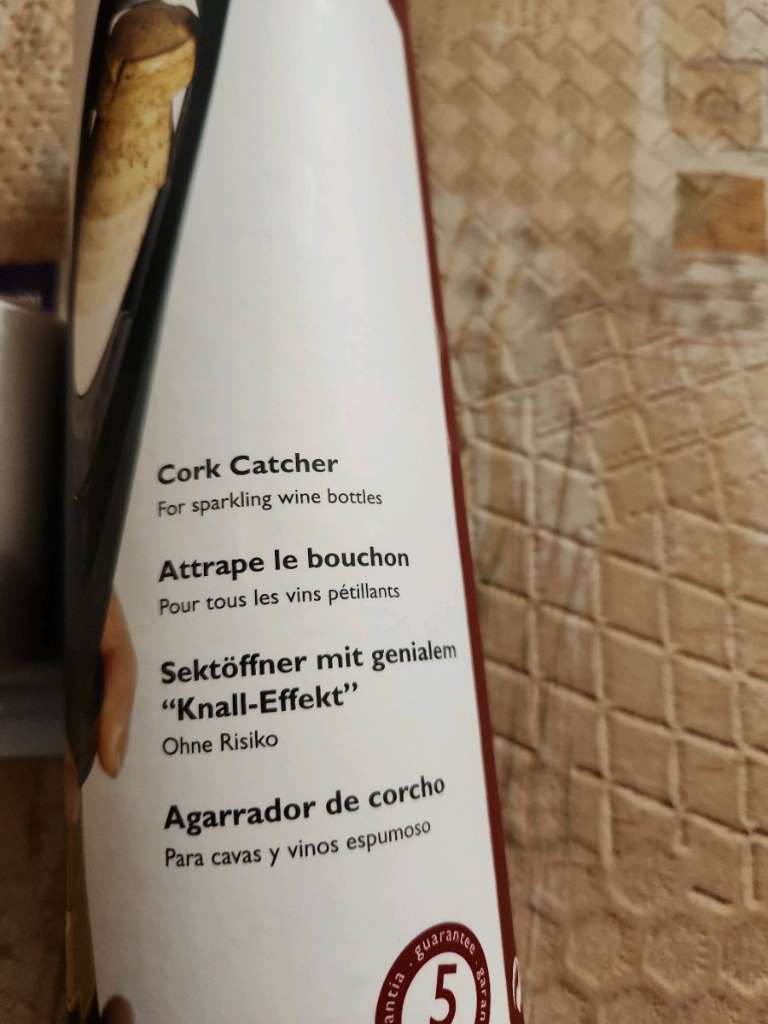 Cork Catcher
For sparkling wine bottles
Attrape le bouchon
Pour tous les vins pétillants
Sektöffner mit genialem
“Knall-Effekt”
Ohne Risiko
Agarrador de corcho
Para cavas y vinos espumoso
guarantee
5